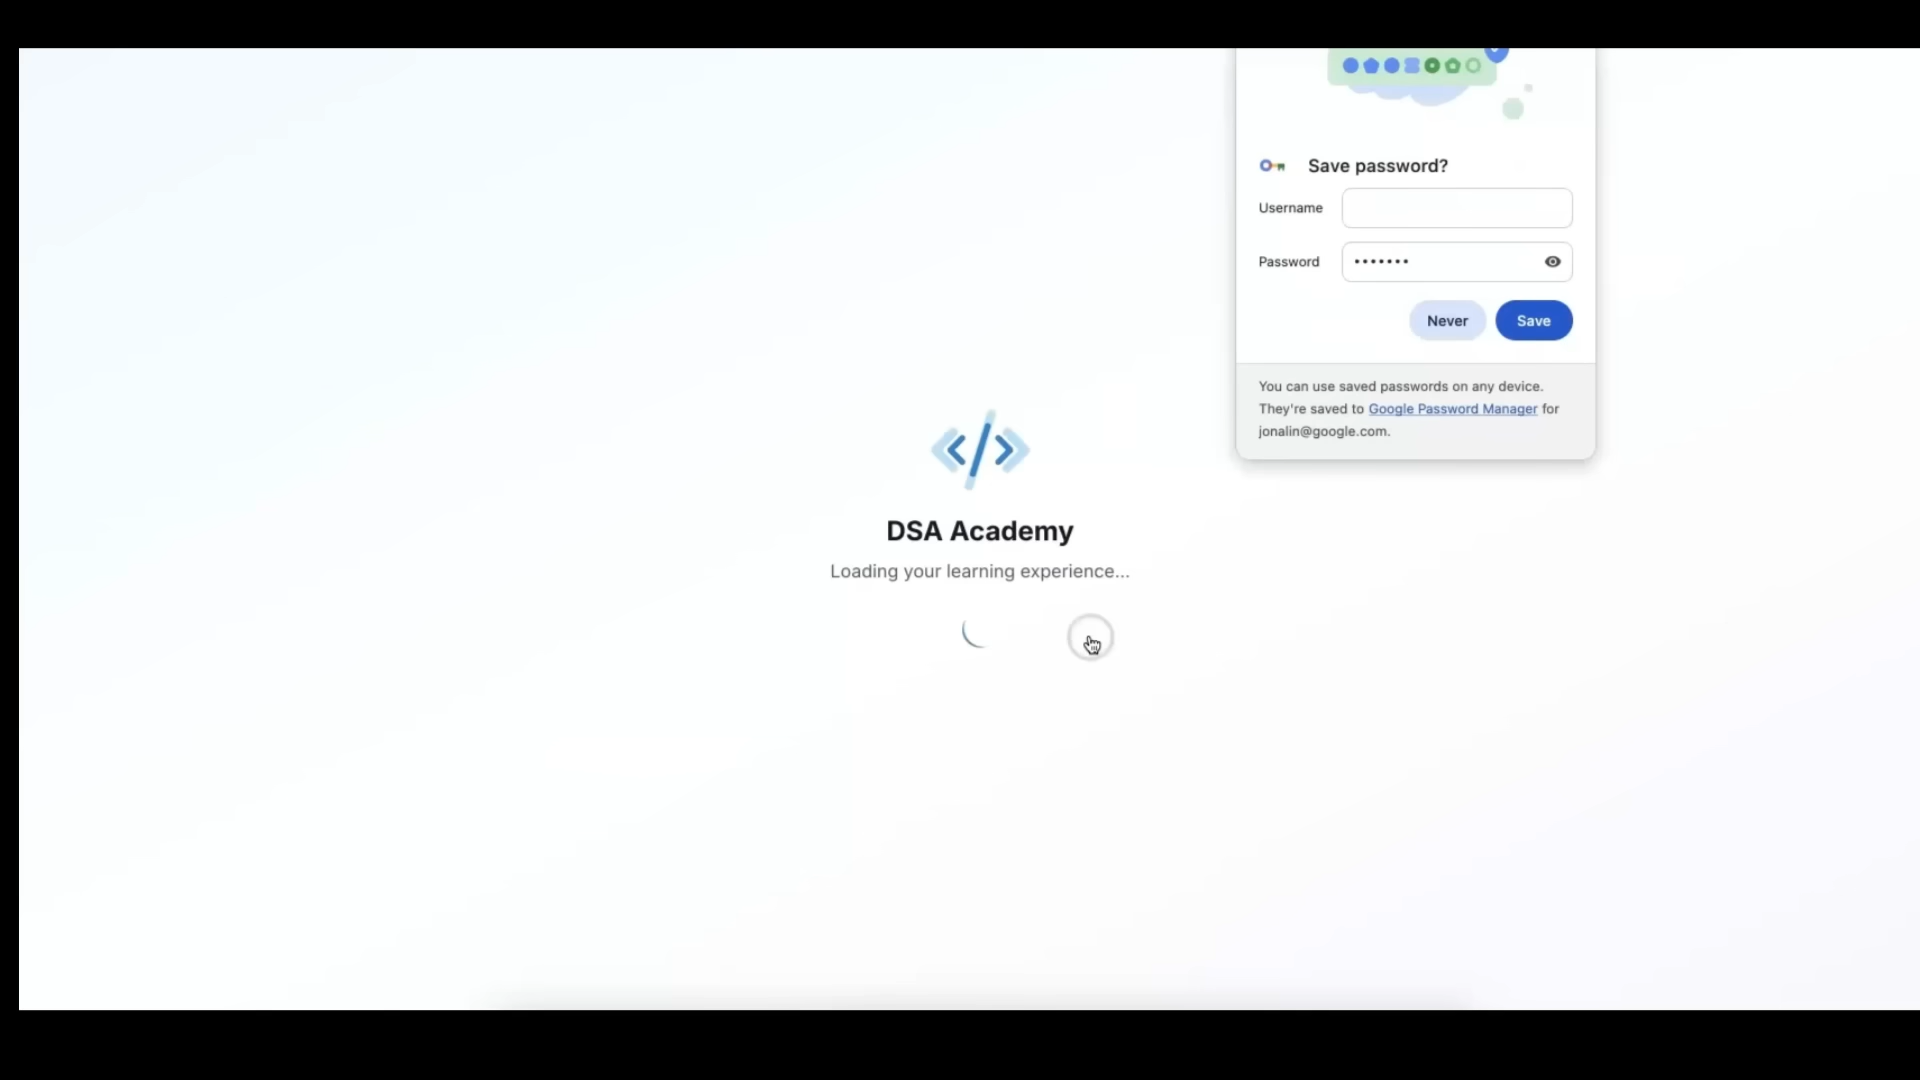 Save password?
Username
Password
•••••••
Never
Save
You can use saved passwords on any device.
They're saved to Google Password Manager for
jonalin@google.com.
DSA Academy
Loading your learning experience...